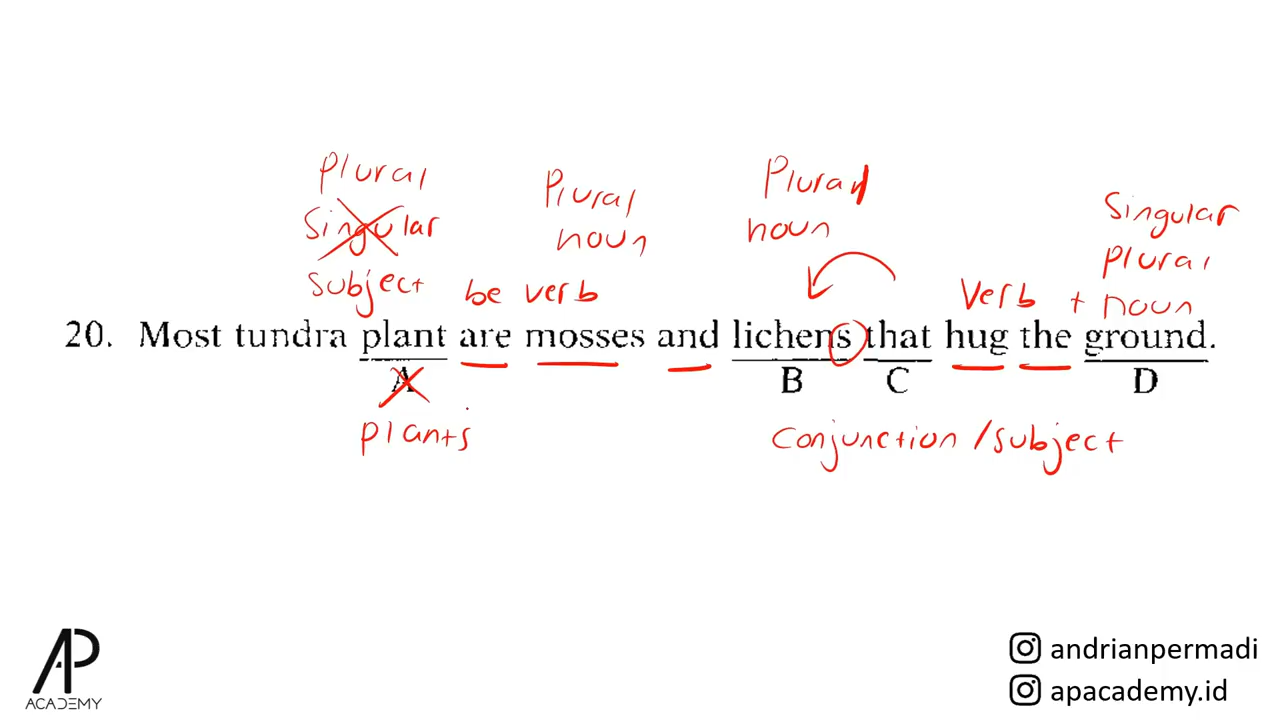 plural
Singular
subject
be verb
Plural
noun
Plural
noun
Verb + noun
Singular
plural
20. Most tundra plant are mosses and lichens that hug the ground.
A B C D
plants
conjunction / subject
AP
ACADEMY
andrianpermadi
apacademy.id